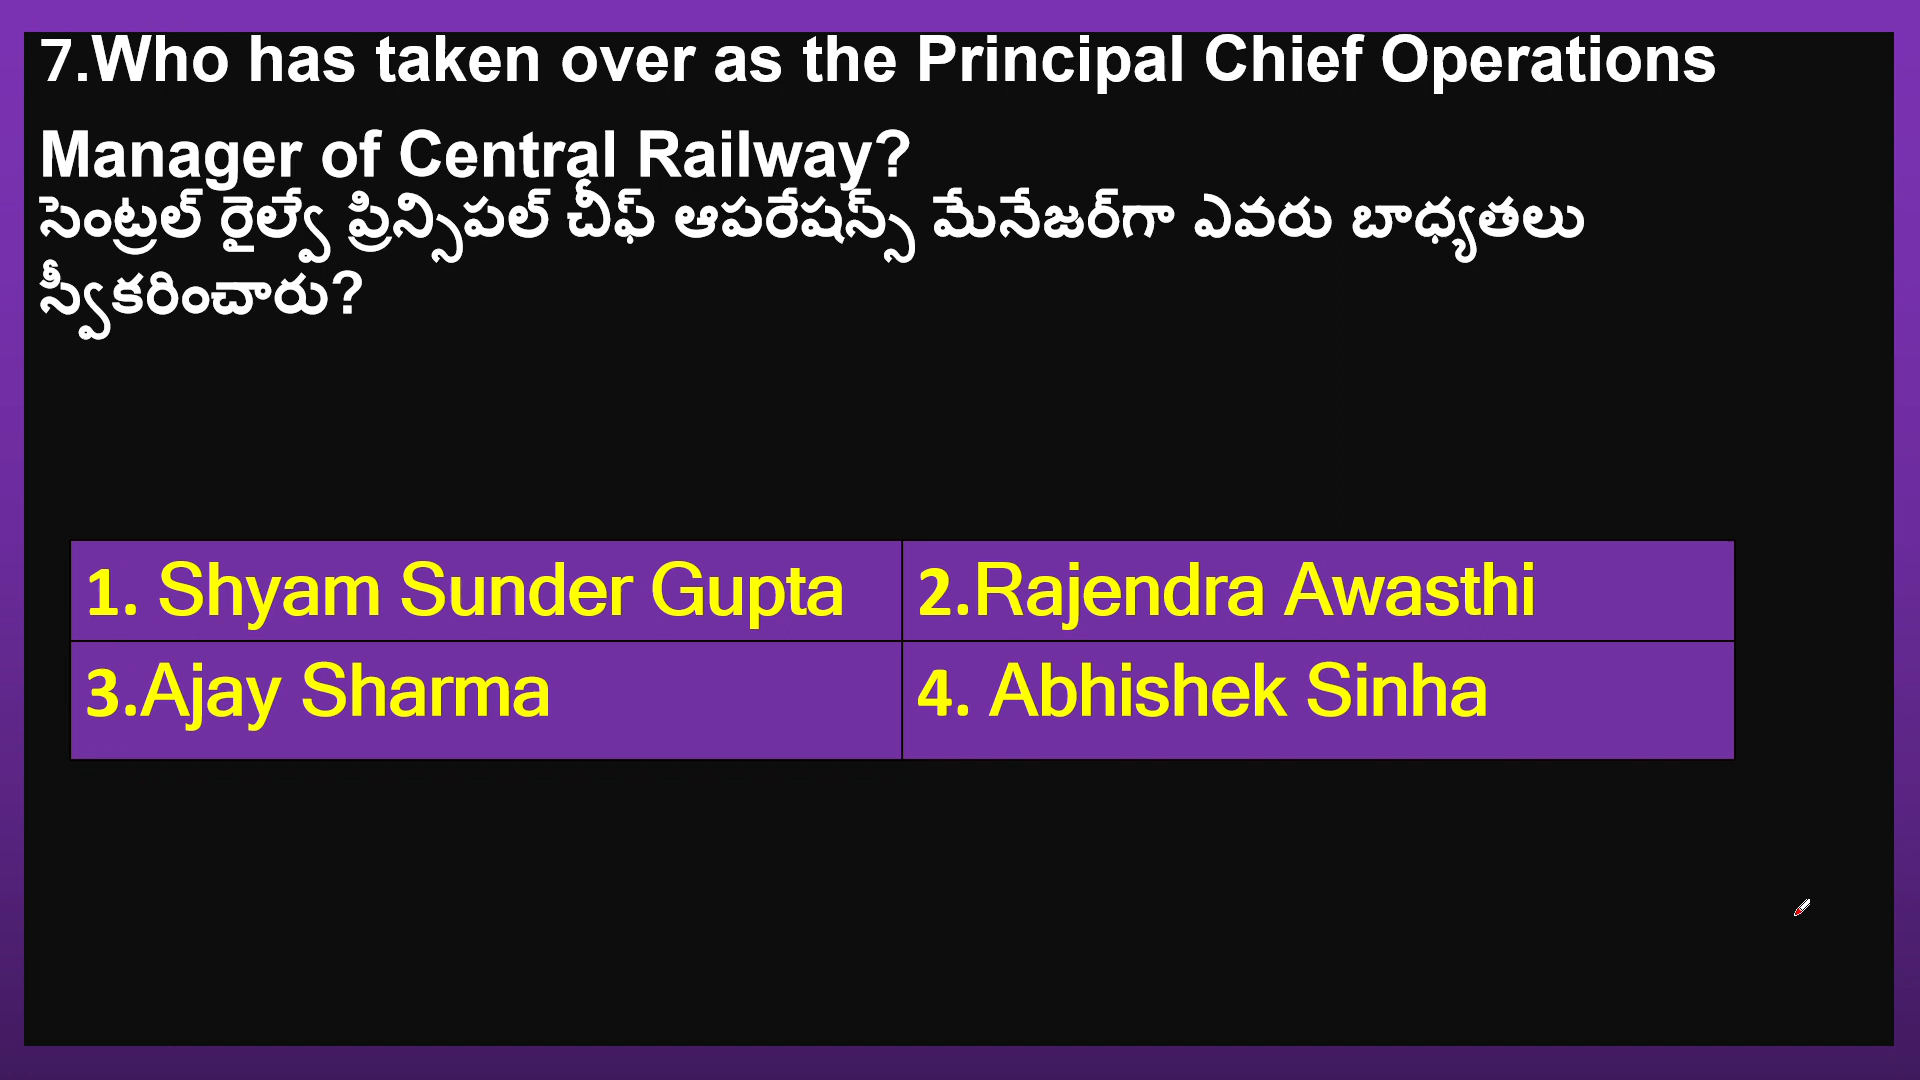 7.Who has taken over as the Principal Chief Operations
Manager of Central Railway?
సెంట్రల్ రైల్వే ప్రిన్సిపల్ చీఫ్ ఆపరేషన్స్ మేనేజర్‌గా ఎవరు బాధ్యతలు
స్వీకరించారు?
1. Shyam Sunder Gupta
2.Rajendra Awasthi
3.Ajay Sharma
4. Abhishek Sinha